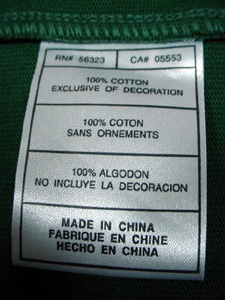 RN# 56323 CA# 05553
100% COTTON
EXCLUSIVE OF DECORATION
100% COTON
SANS ORNEMENTS
100% ALGODON
NO INCLUYE LA DECORACION
MADE IN CHINA
FABRIQUE EN CHINE
HECHO EN CHINA